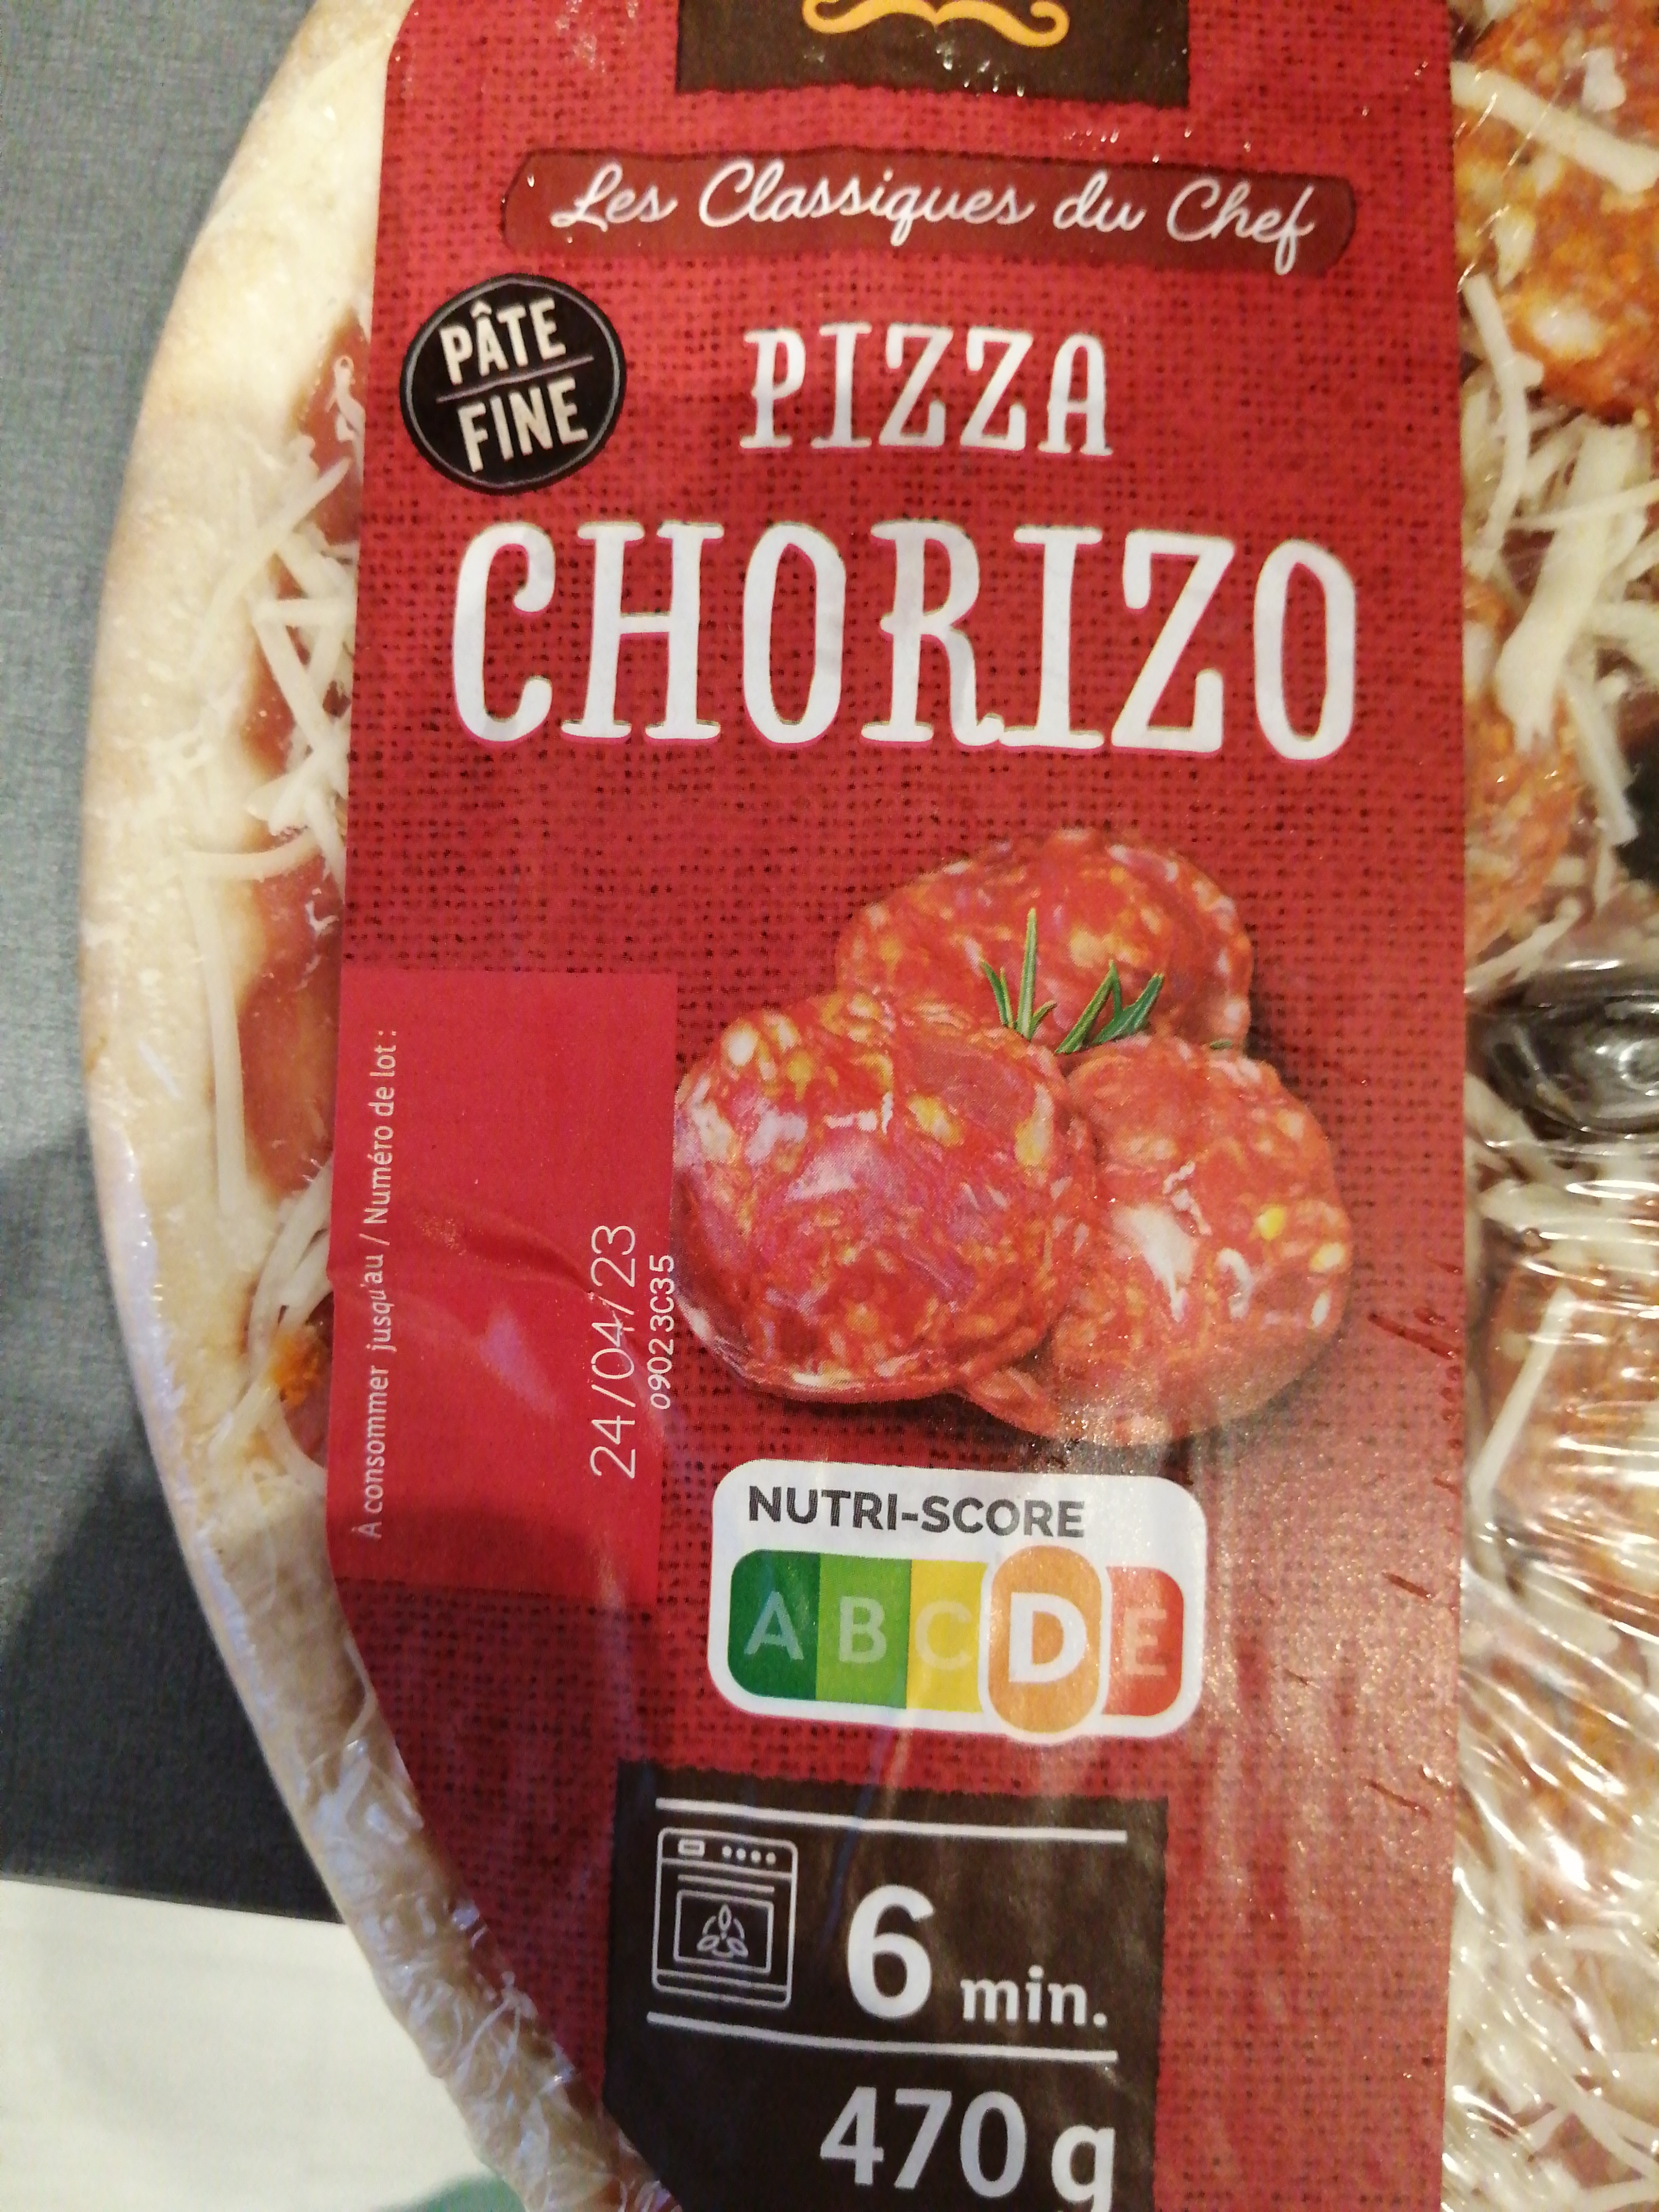 Les Classiques du Chef
PÂTE
FINE
PIZZA
CHORIZO
À consommer jusqu'au / Numéro de lot :
24/04/23
09023C35
NUTRI-SCORE
A B C D E
6 min.
470 g